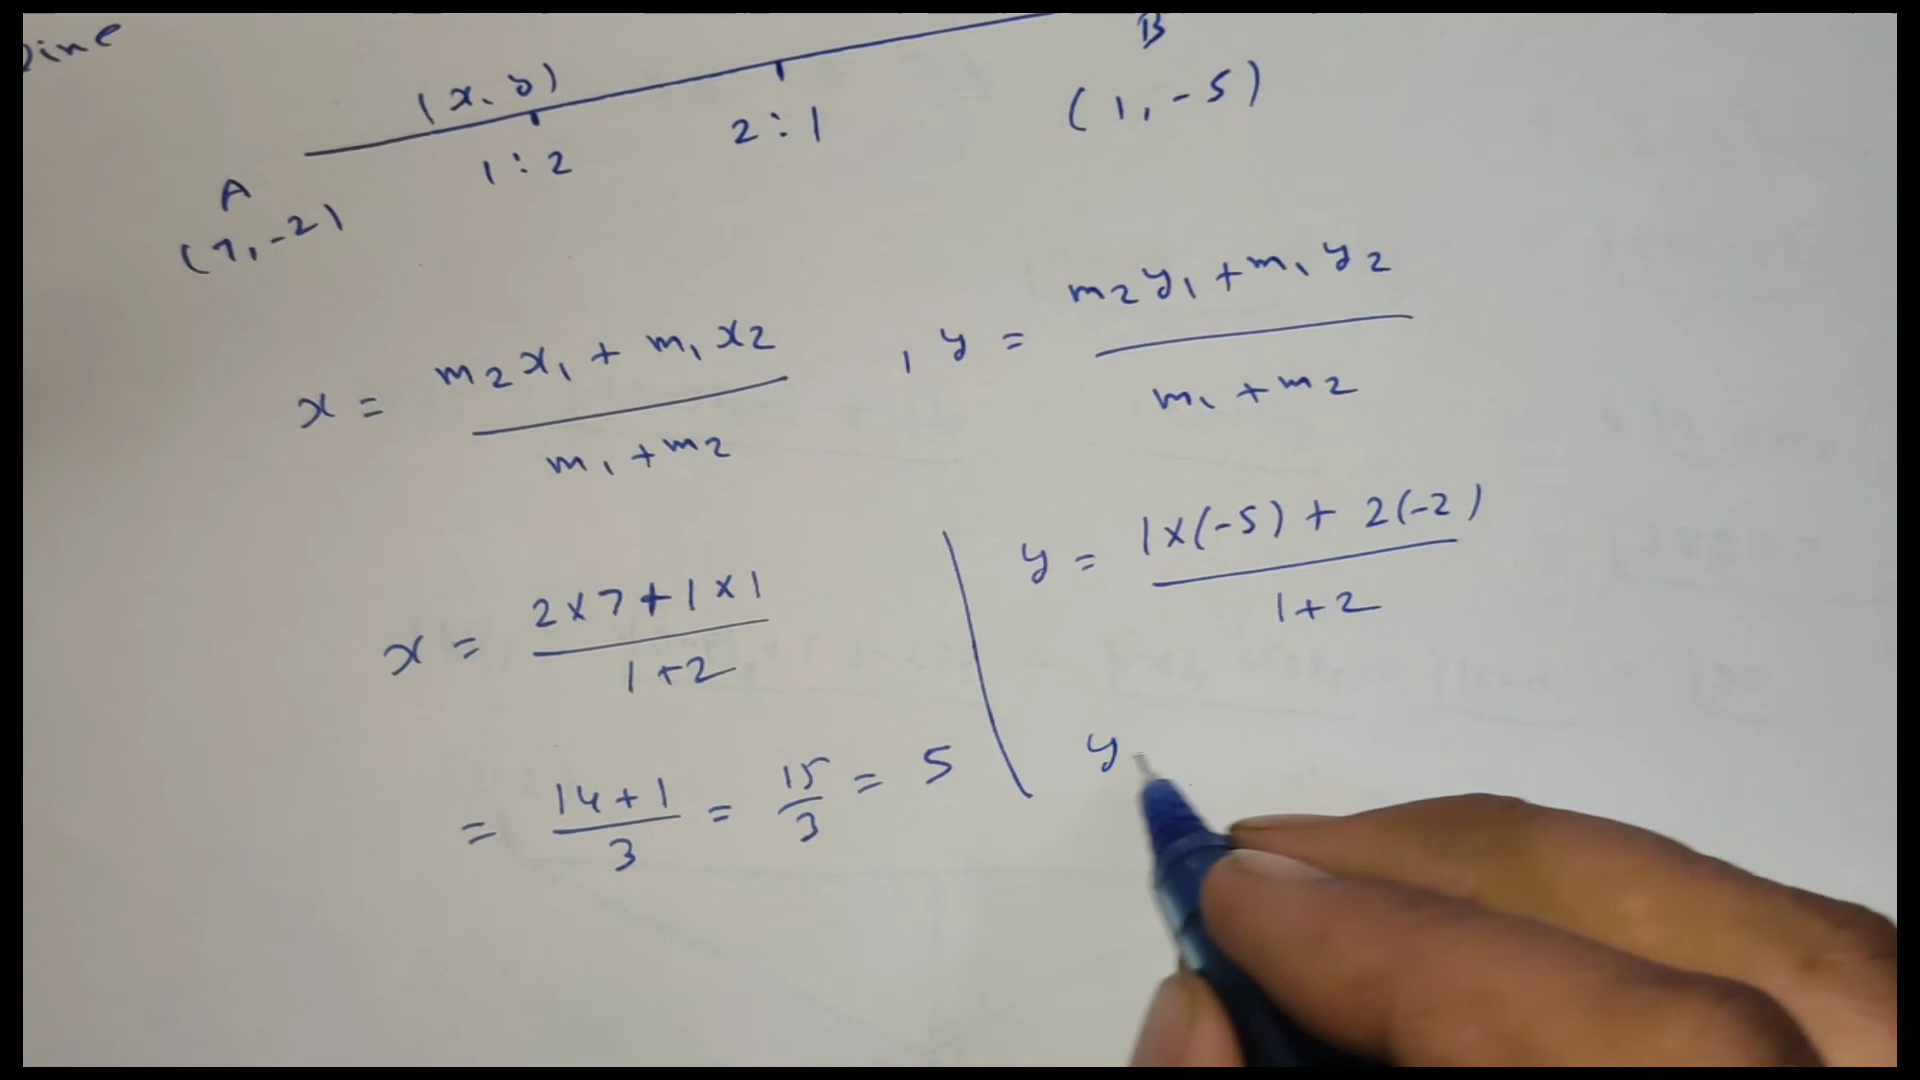 B
(x, y)
1 : 2
2 : 1
(1, -5)
A
(7, -2)
x = m2x1 + m1x2 / m1 + m2 , y = m2y1 + m1y2 / m1 + m2
x = 2x7+1x1 / 1+2
= 14+1 / 3 = 15 / 3 = 5
y = 1x(-5) + 2(-2) / 1+2
y